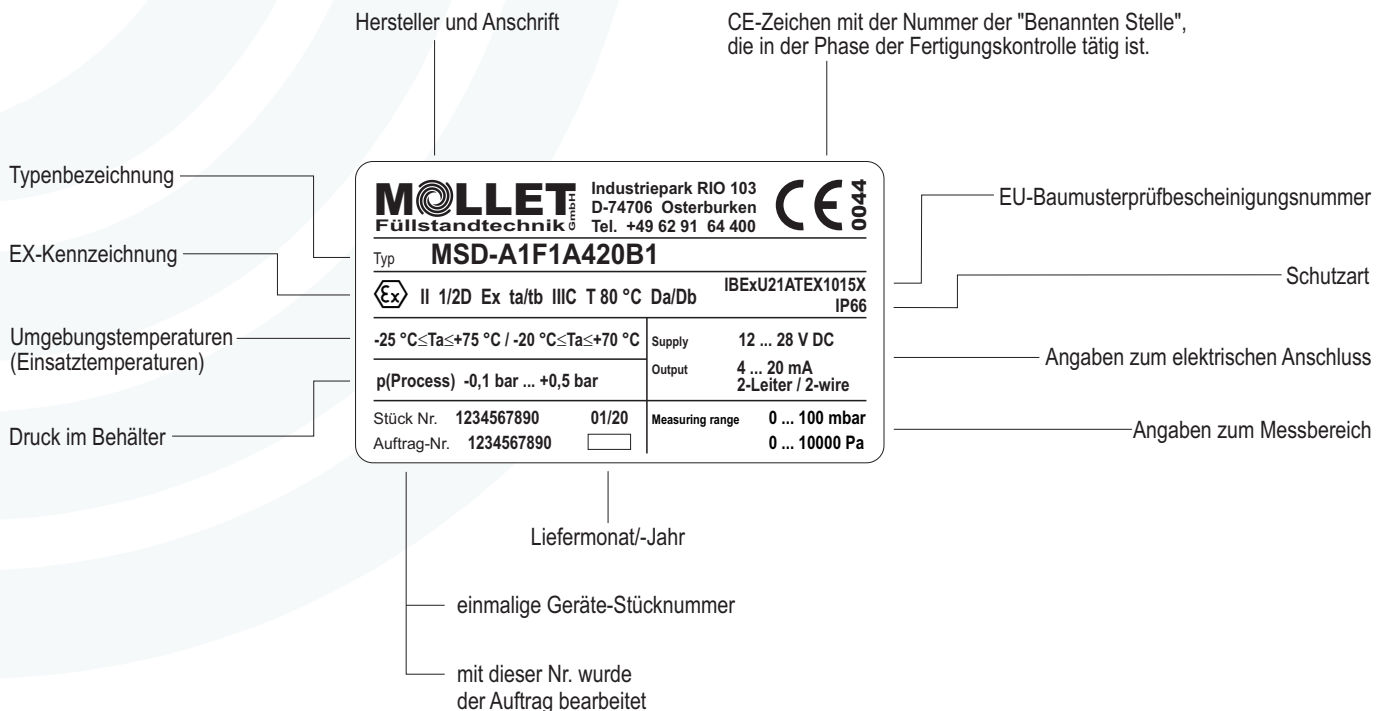 Hersteller und Anschrift
CE-Zeichen mit der Nummer der "Benannten Stelle",
die in der Phase der Fertigungskontrolle tätig ist.
Typenbezeichnung
EX-Kennzeichnung
Umgebungstemperaturen
(Einsatztemperaturen)
Druck im Behälter
MOLLET GmbH
Füllstandtechnik
Industriepark RIO 103
D-74706 Osterburken
Tel. +49 62 91 64 400
CE 0044
Typ MSD-A1F1A420B1
Ex II 1/2D Ex ta/tb IIIC T 80 °C Da/Db
IBExU21ATEX1015X
IP66
-25 °C≤Ta≤+75 °C / -20 °C≤Ta≤+70 °C
p(Process) -0,1 bar ... +0,5 bar
Supply 12 ... 28 V DC
Output 4 ... 20 mA
2-Leiter / 2-wire
Stück Nr. 1234567890 01/20
Auftrag-Nr. 1234567890
Measuring range 0 ... 100 mbar
0 ... 10000 Pa
EU-Baumusterprüfbescheinigungsnummer
Schutzart
Angaben zum elektrischen Anschluss
Angaben zum Messbereich
Liefermonat/-Jahr
einmalige Geräte-Stücknummer
mit dieser Nr. wurde
der Auftrag bearbeitet